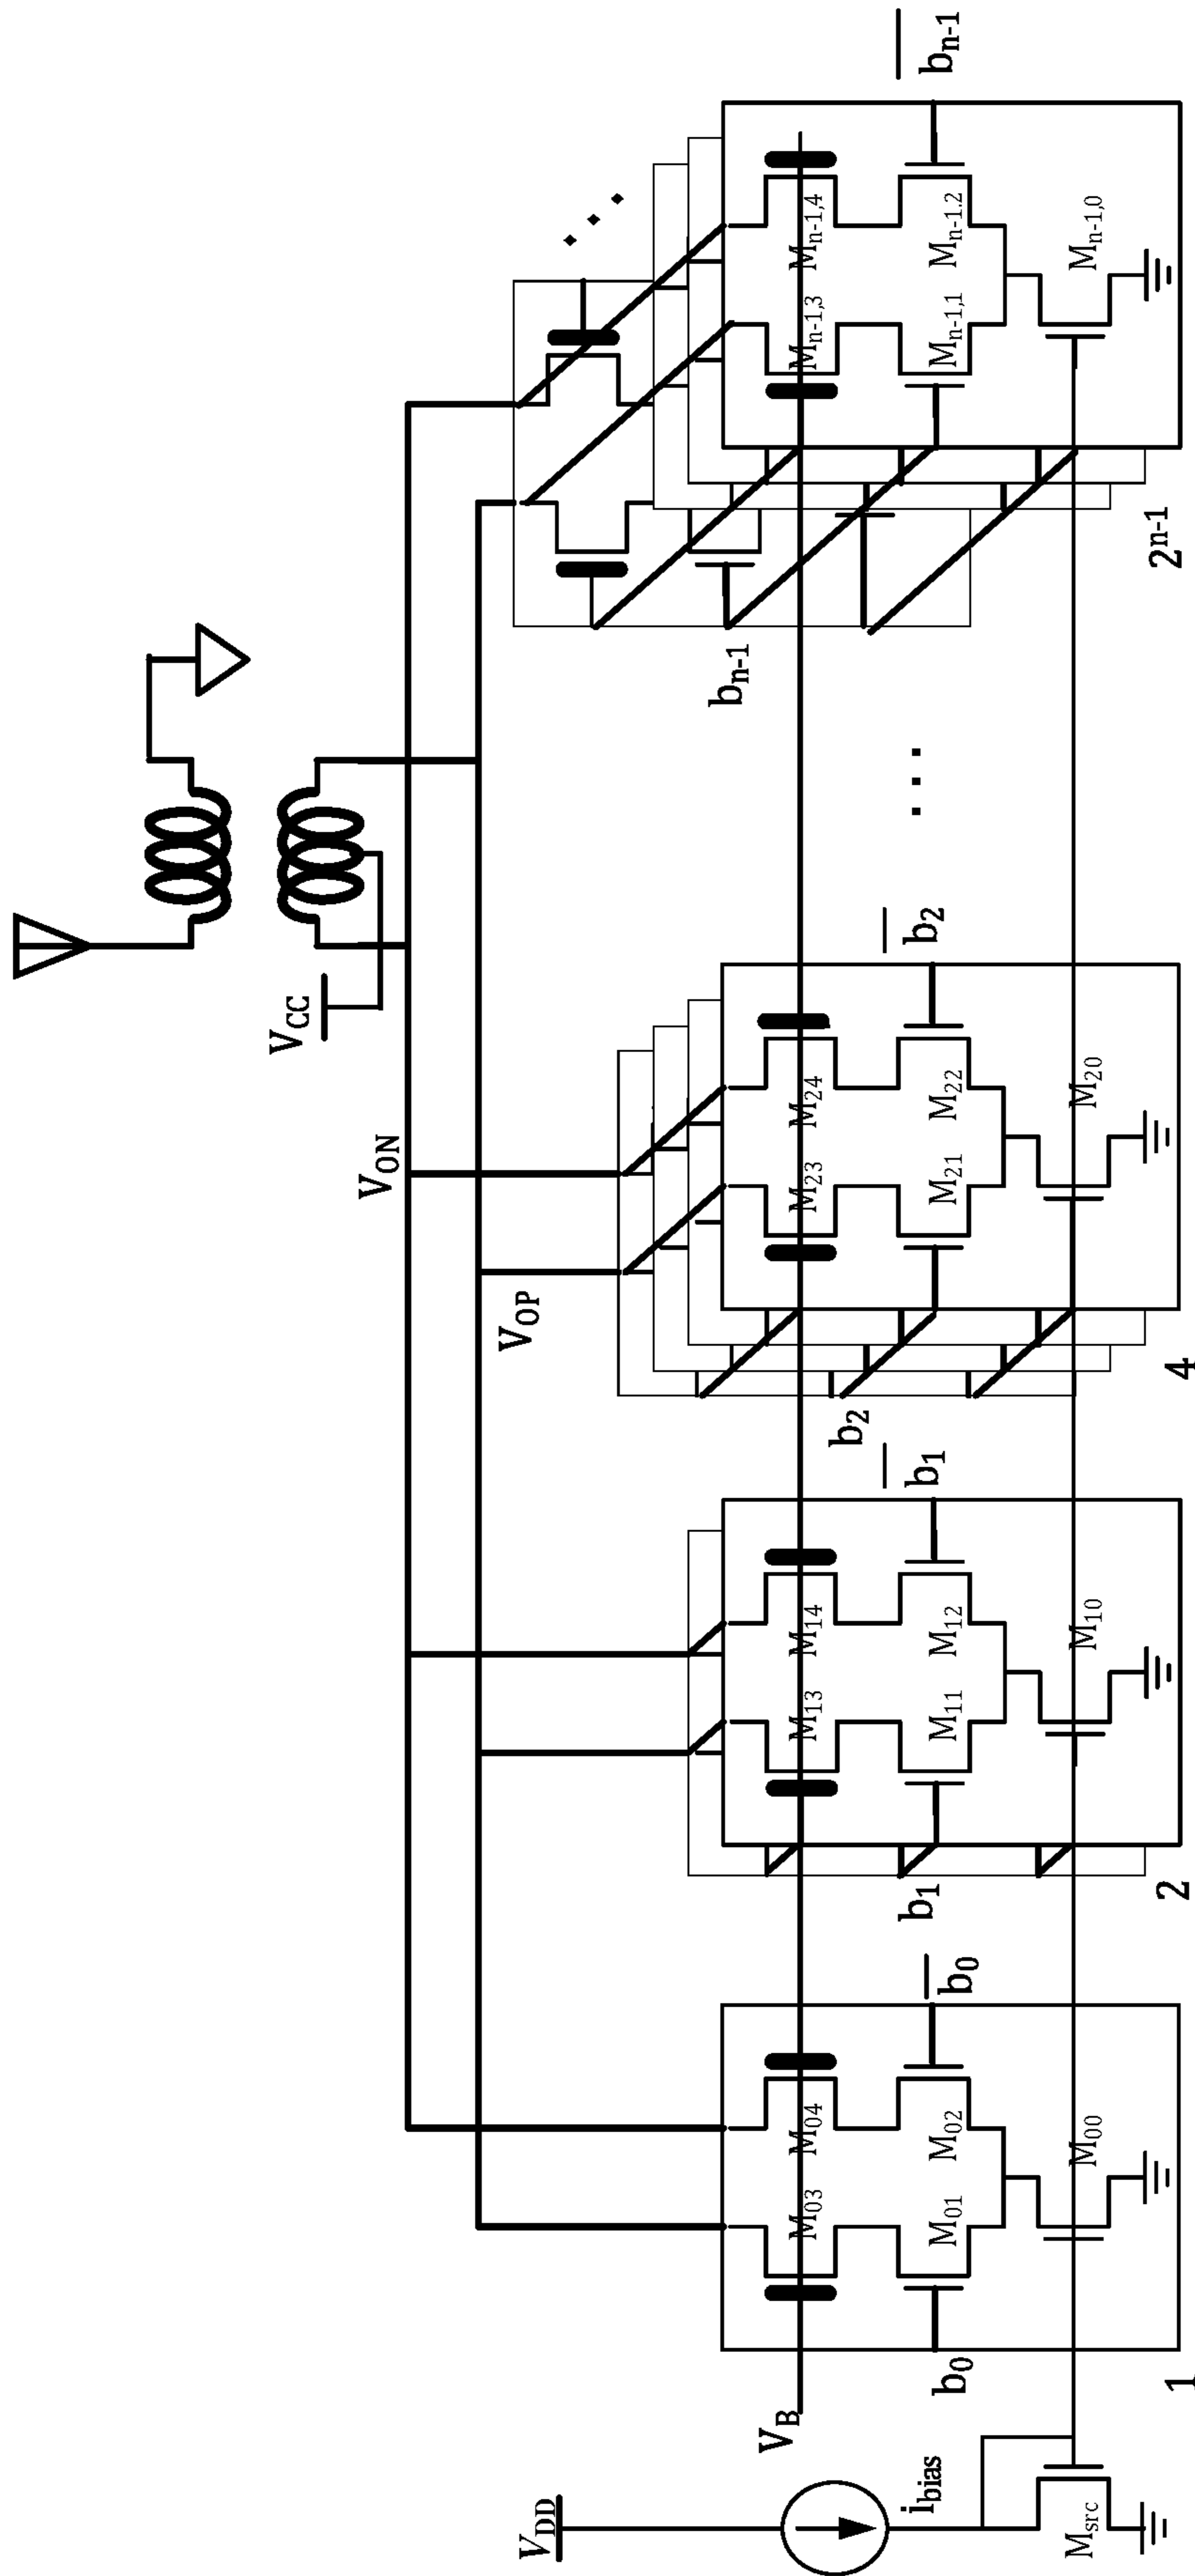 V_CC
V_ON
V_OP
V_DD
i_bias
M_src
V_B
b_0
b̅_0
M_03
M_04
M_01
M_02
M_00
1
b_1
b̅_1
M_13
M_14
M_11
M_12
M_10
2
b_2
b̅_2
M_23
M_24
M_21
M_22
M_20
4
...
b_n-1
b̅_n-1
M_n-1,3
M_n-1,4
M_n-1,1
M_n-1.2
M_n-1,0
2^n-1
...